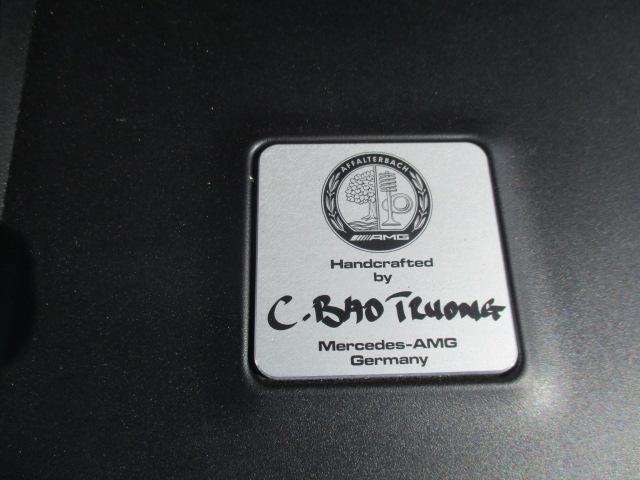 AFFALTERBACH
AMG
Handcrafted
by
C. BAO TRUONG
Mercedes-AMG
Germany